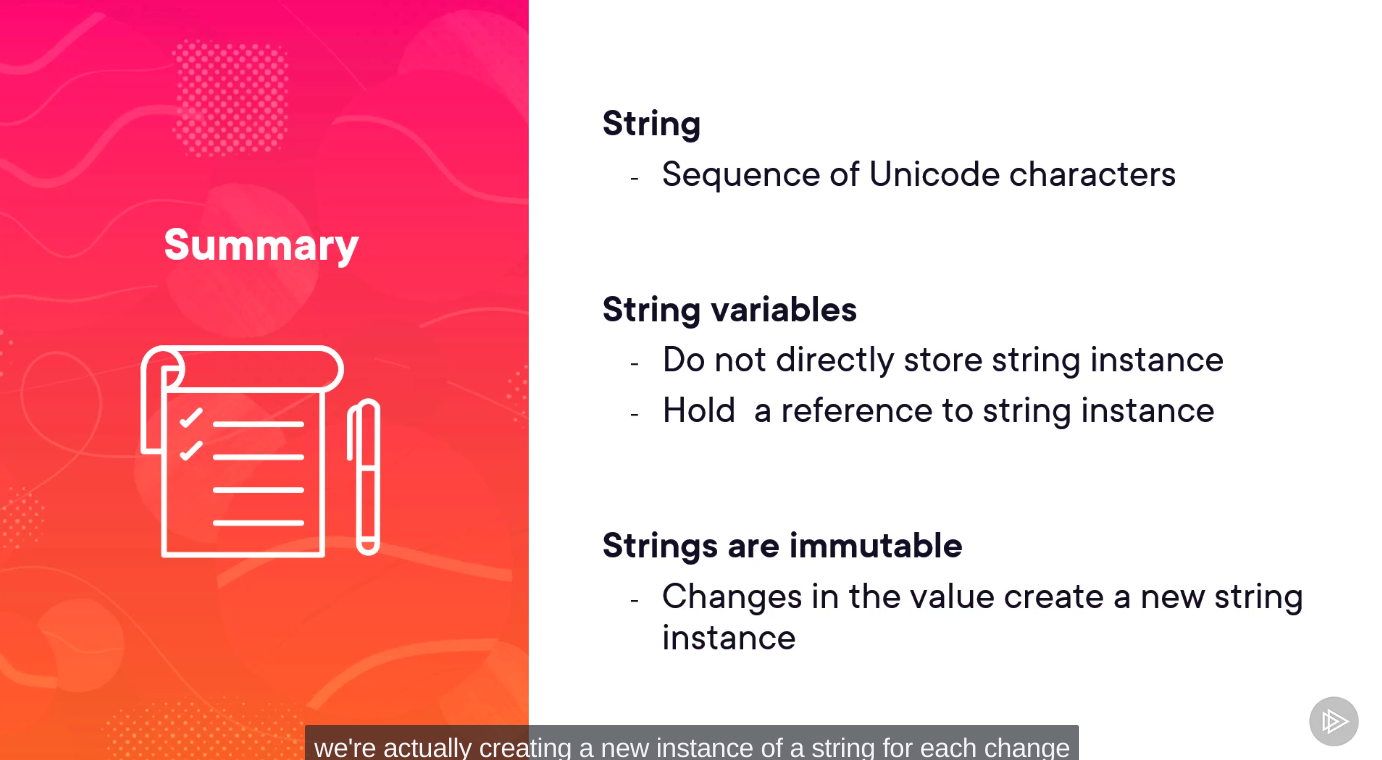 Summary
String
- Sequence of Unicode characters
String variables
- Do not directly store string instance
- Hold  a reference to string instance
Strings are immutable
- Changes in the value create a new string
instance
we're actually creating a new instance of a string for each change